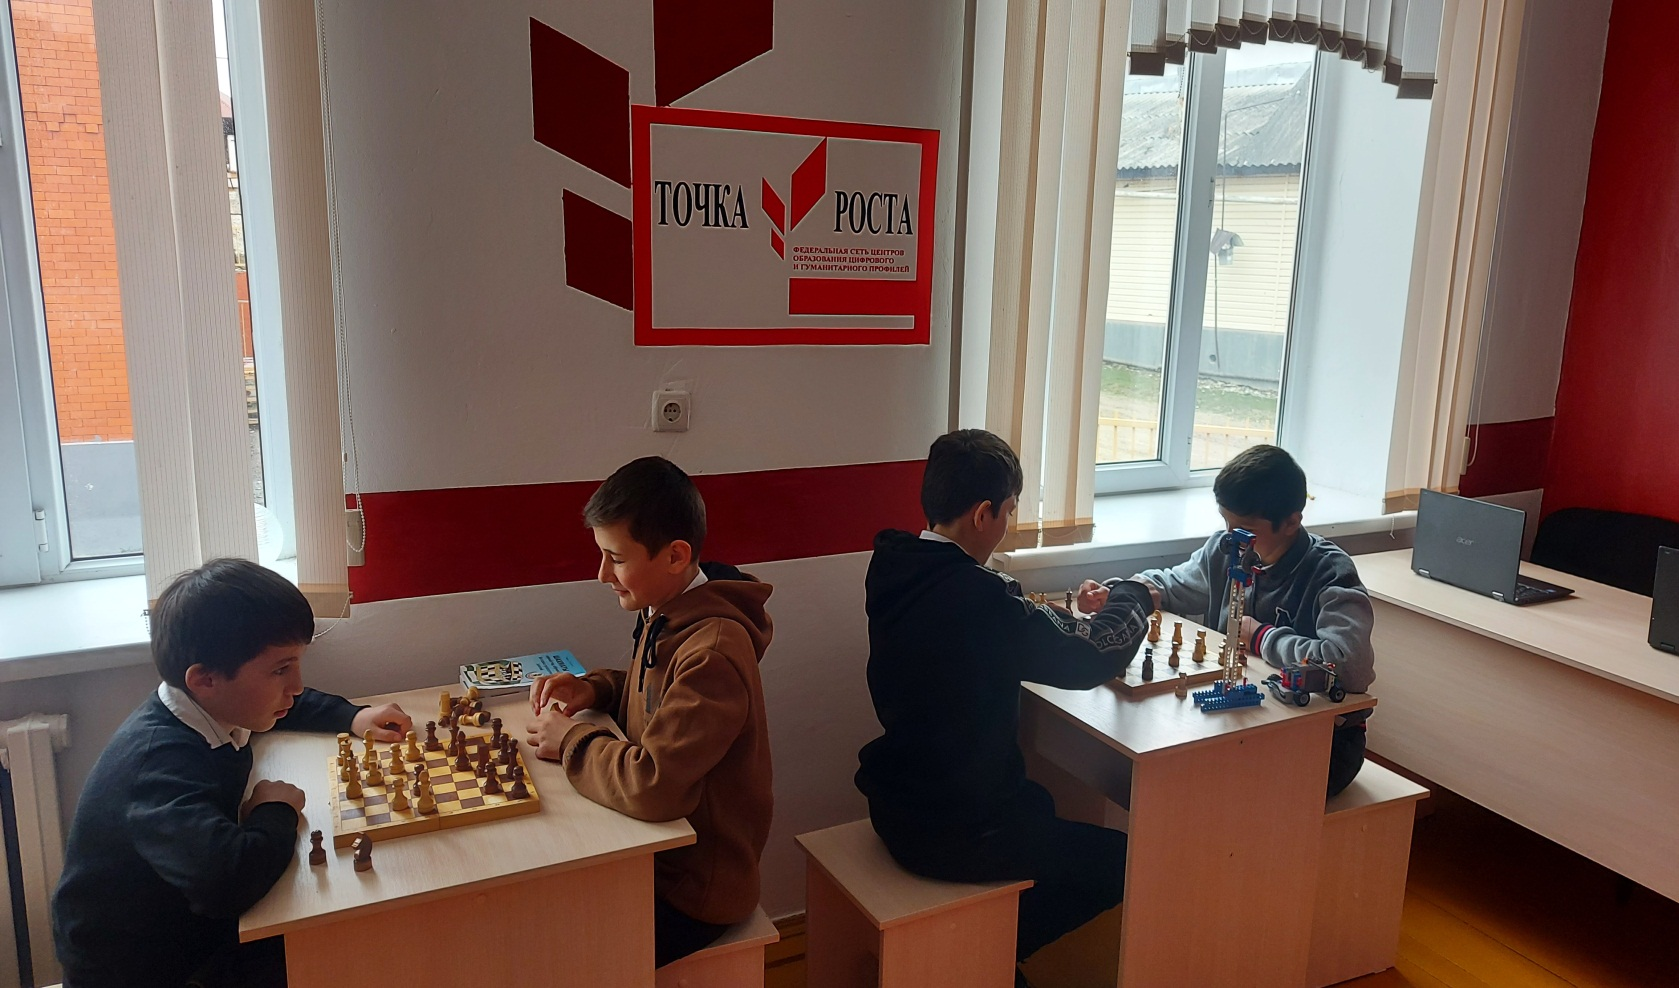 ТОЧКА РОСТА
ФЕДЕРАЛЬНАЯ СЕТЬ ЦЕНТРОВ
ОБРАЗОВАНИЯ ЦИФРОВОГО
И ГУМАНИТАРНОГО ПРОФИЛЕЙ
acer